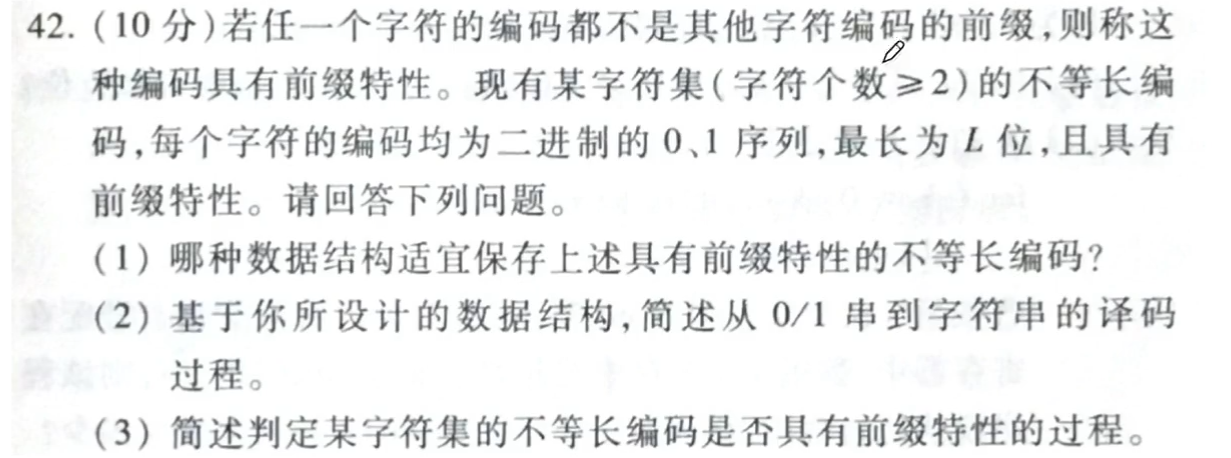 42. (10 分)若任一个字符的编码都不是其他字符编码的前缀,则称这
种编码具有前缀特性。现有某字符集(字符个数≥2)的不等长编
码,每个字符的编码均为二进制的 0、1 序列,最长为 L 位,且具有
前缀特性。请回答下列问题。
(1) 哪种数据结构适宜保存上述具有前缀特性的不等长编码?
(2) 基于你所设计的数据结构,简述从 0/1 串到字符串的译码
过程。
(3) 简述判定某字符集的不等长编码是否具有前缀特性的过程。